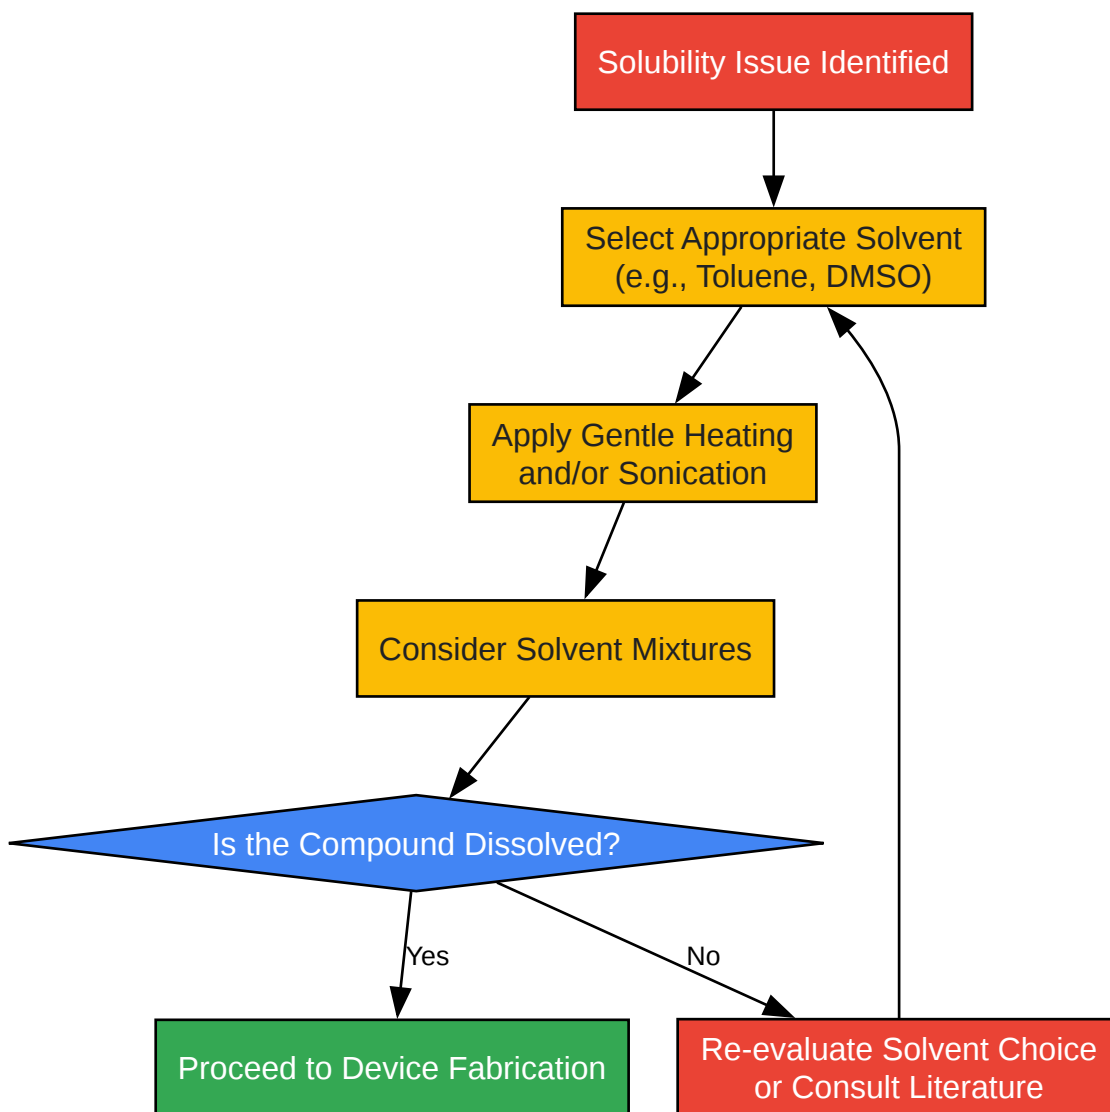 Solubility Issue Identified
Select Appropriate Solvent
(e.g., Toluene, DMSO)
Apply Gentle Heating
and/or Sonication
Consider Solvent Mixtures
Is the Compound Dissolved?
Yes
No
Proceed to Device Fabrication
Re-evaluate Solvent Choice
or Consult Literature